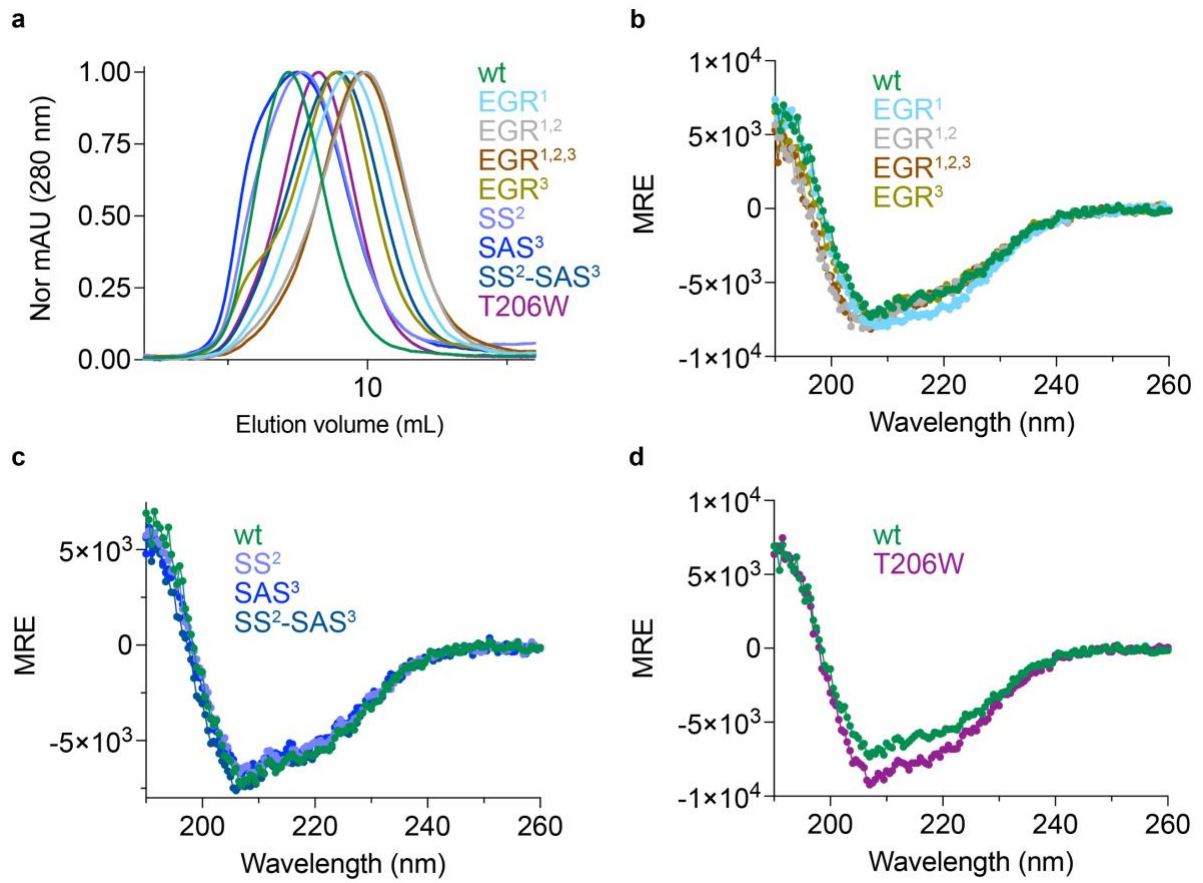 a
1.00
0.75
0.50
0.25
0.00
Nor mAU (280 nm)
10
Elution volume (mL)
wt
EGR¹
EGR¹,²
EGR¹,²,³
EGR³
SS²
SAS³
SS²-SAS³
T206W
b
1×10⁴
5×10³
0
-5×10³
-1×10⁴
MRE
200 220 240 260
Wavelength (nm)
wt
EGR¹
EGR¹,²
EGR¹,²,³
EGR³
c
5×10³
0
-5×10³
MRE
200 220 240 260
Wavelength (nm)
wt
SS²
SAS³
SS²-SAS³
d
1×10⁴
5×10³
0
-5×10³
-1×10⁴
MRE
200 220 240 260
Wavelength (nm)
wt
T206W